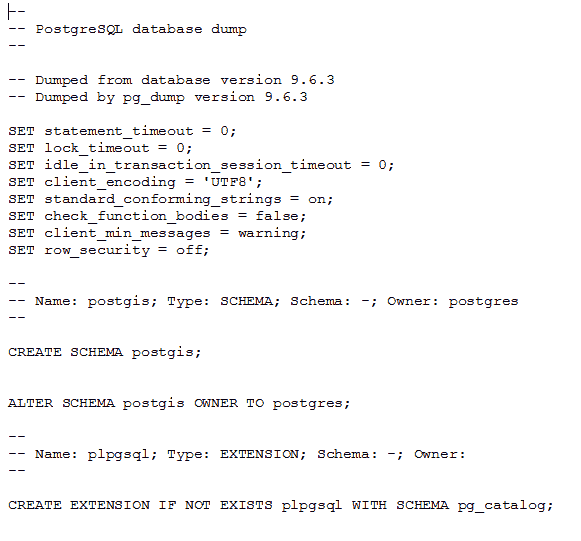 --
-- PostgreSQL database dump
--
-- Dumped from database version 9.6.3
-- Dumped by pg_dump version 9.6.3
SET statement_timeout = 0;
SET lock_timeout = 0;
SET idle_in_transaction_session_timeout = 0;
SET client_encoding = 'UTF8';
SET standard_conforming_strings = on;
SET check_function_bodies = false;
SET client_min_messages = warning;
SET row_security = off;
--
-- Name: postgis; Type: SCHEMA; Schema: -; Owner: postgres
--
CREATE SCHEMA postgis;
ALTER SCHEMA postgis OWNER TO postgres;
--
-- Name: plpgsql; Type: EXTENSION; Schema: -; Owner:
--
CREATE EXTENSION IF NOT EXISTS plpgsql WITH SCHEMA pg_catalog;